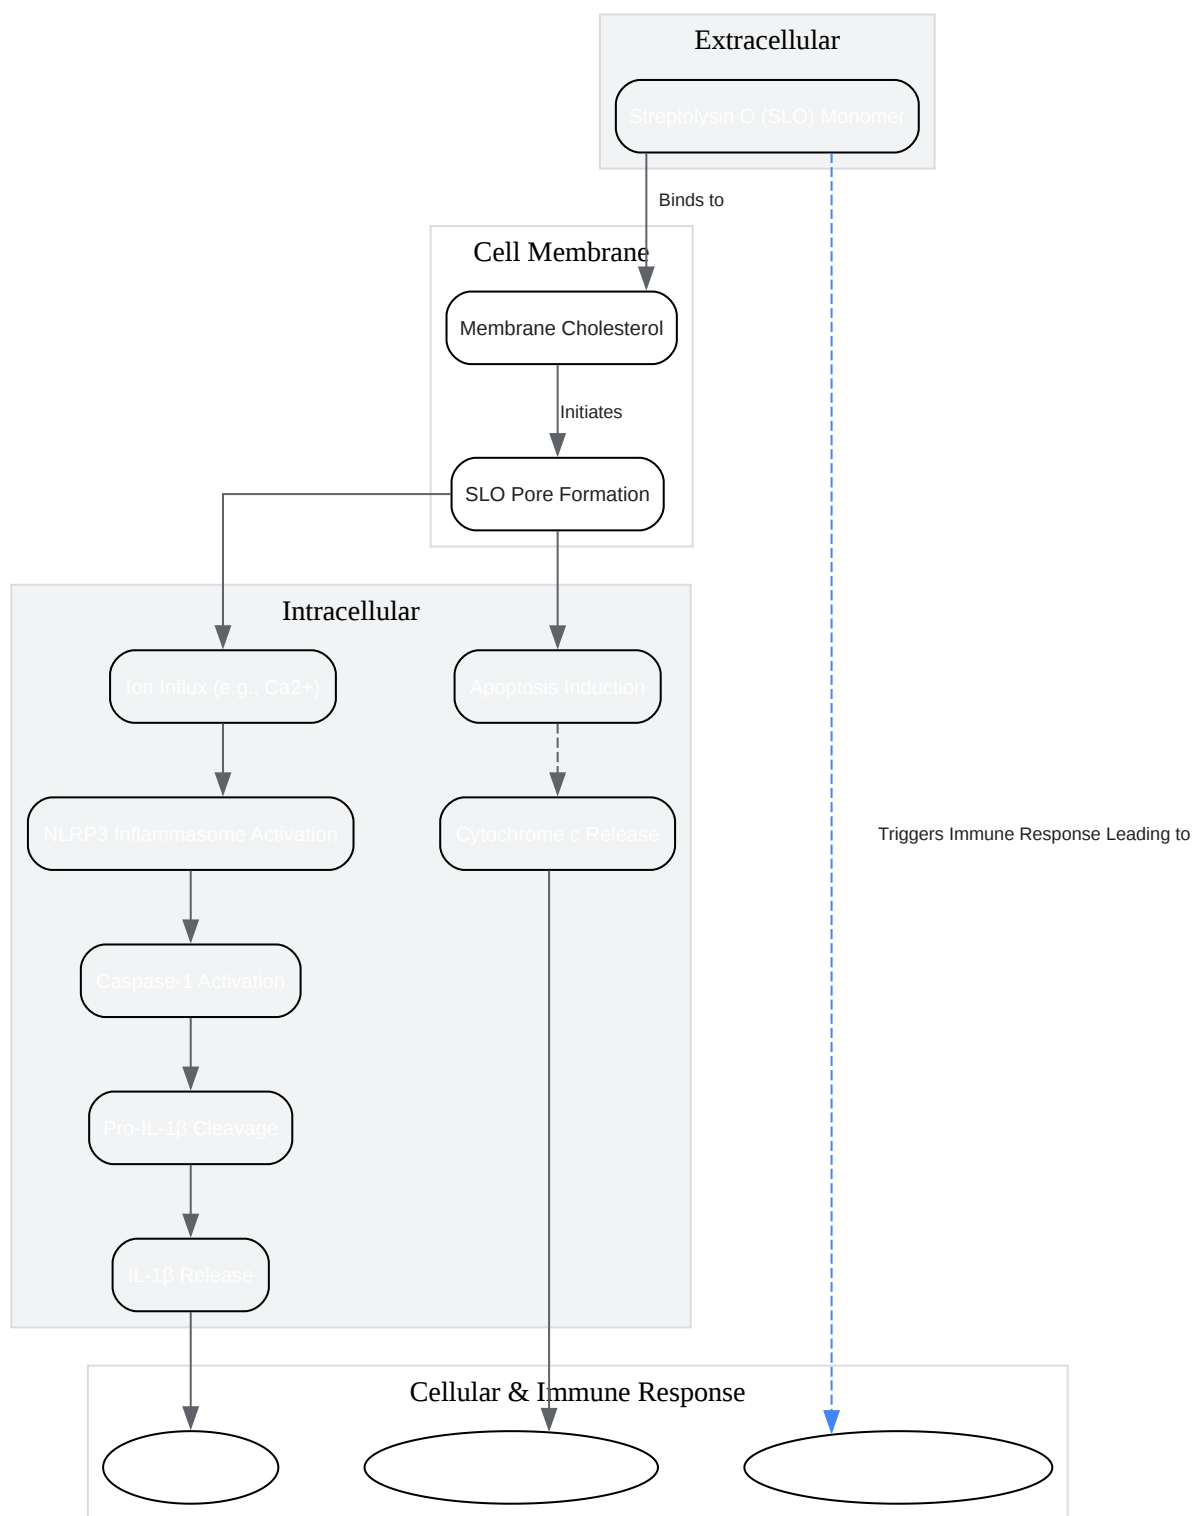 Extracellular
Streptolysin O (SLO) Monomer
Binds to
Cell Membrane
Membrane Cholesterol
Initiates
SLO Pore Formation
Intracellular
Ion Influx (e.g., Ca2+)
Apoptosis Induction
NLRP3 Inflammasome Activation
Cytochrome c Release
Triggers Immune Response Leading to
Caspase-1 Activation
Pro-IL-1β Cleavage
IL-1β Release
Cellular & Immune Response